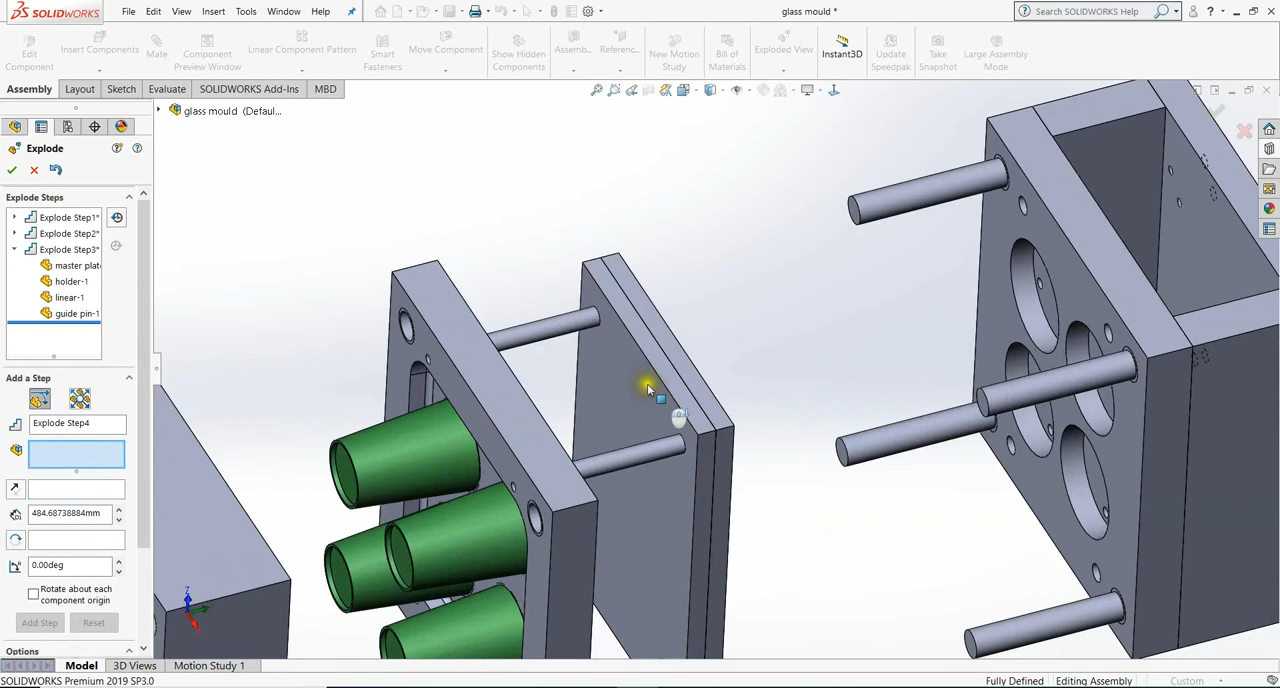 SOLIDWORKS
File Edit View Insert Tools Window Help
glass mould *
Search SOLIDWORKS Help
?
Edit Component
Insert Components
Mate
Component Preview Window
Linear Component Pattern
Smart Fasteners
Move Component
Show Hidden Components
Assemb...
Referenc...
New Motion Study
Bill of Materials
Exploded View
Instant3D
Update Speedpak
Take Snapshot
Large Assembly Mode
Assembly Layout Sketch Evaluate SOLIDWORKS Add-Ins MBD
glass mould (Defaul...
Explode
Explode Steps
Explode Step1*
Explode Step2*
Explode Step3*
master plat
holder-1
linear-1
guide pin-1
Add a Step
Explode Step4
484.68738884mm
0.00deg
Rotate about each component origin
Add Step Reset
Options
Z
Model 3D Views Motion Study 1
SOLIDWORKS Premium 2019 SP3.0
Fully Defined Editing Assembly Custom